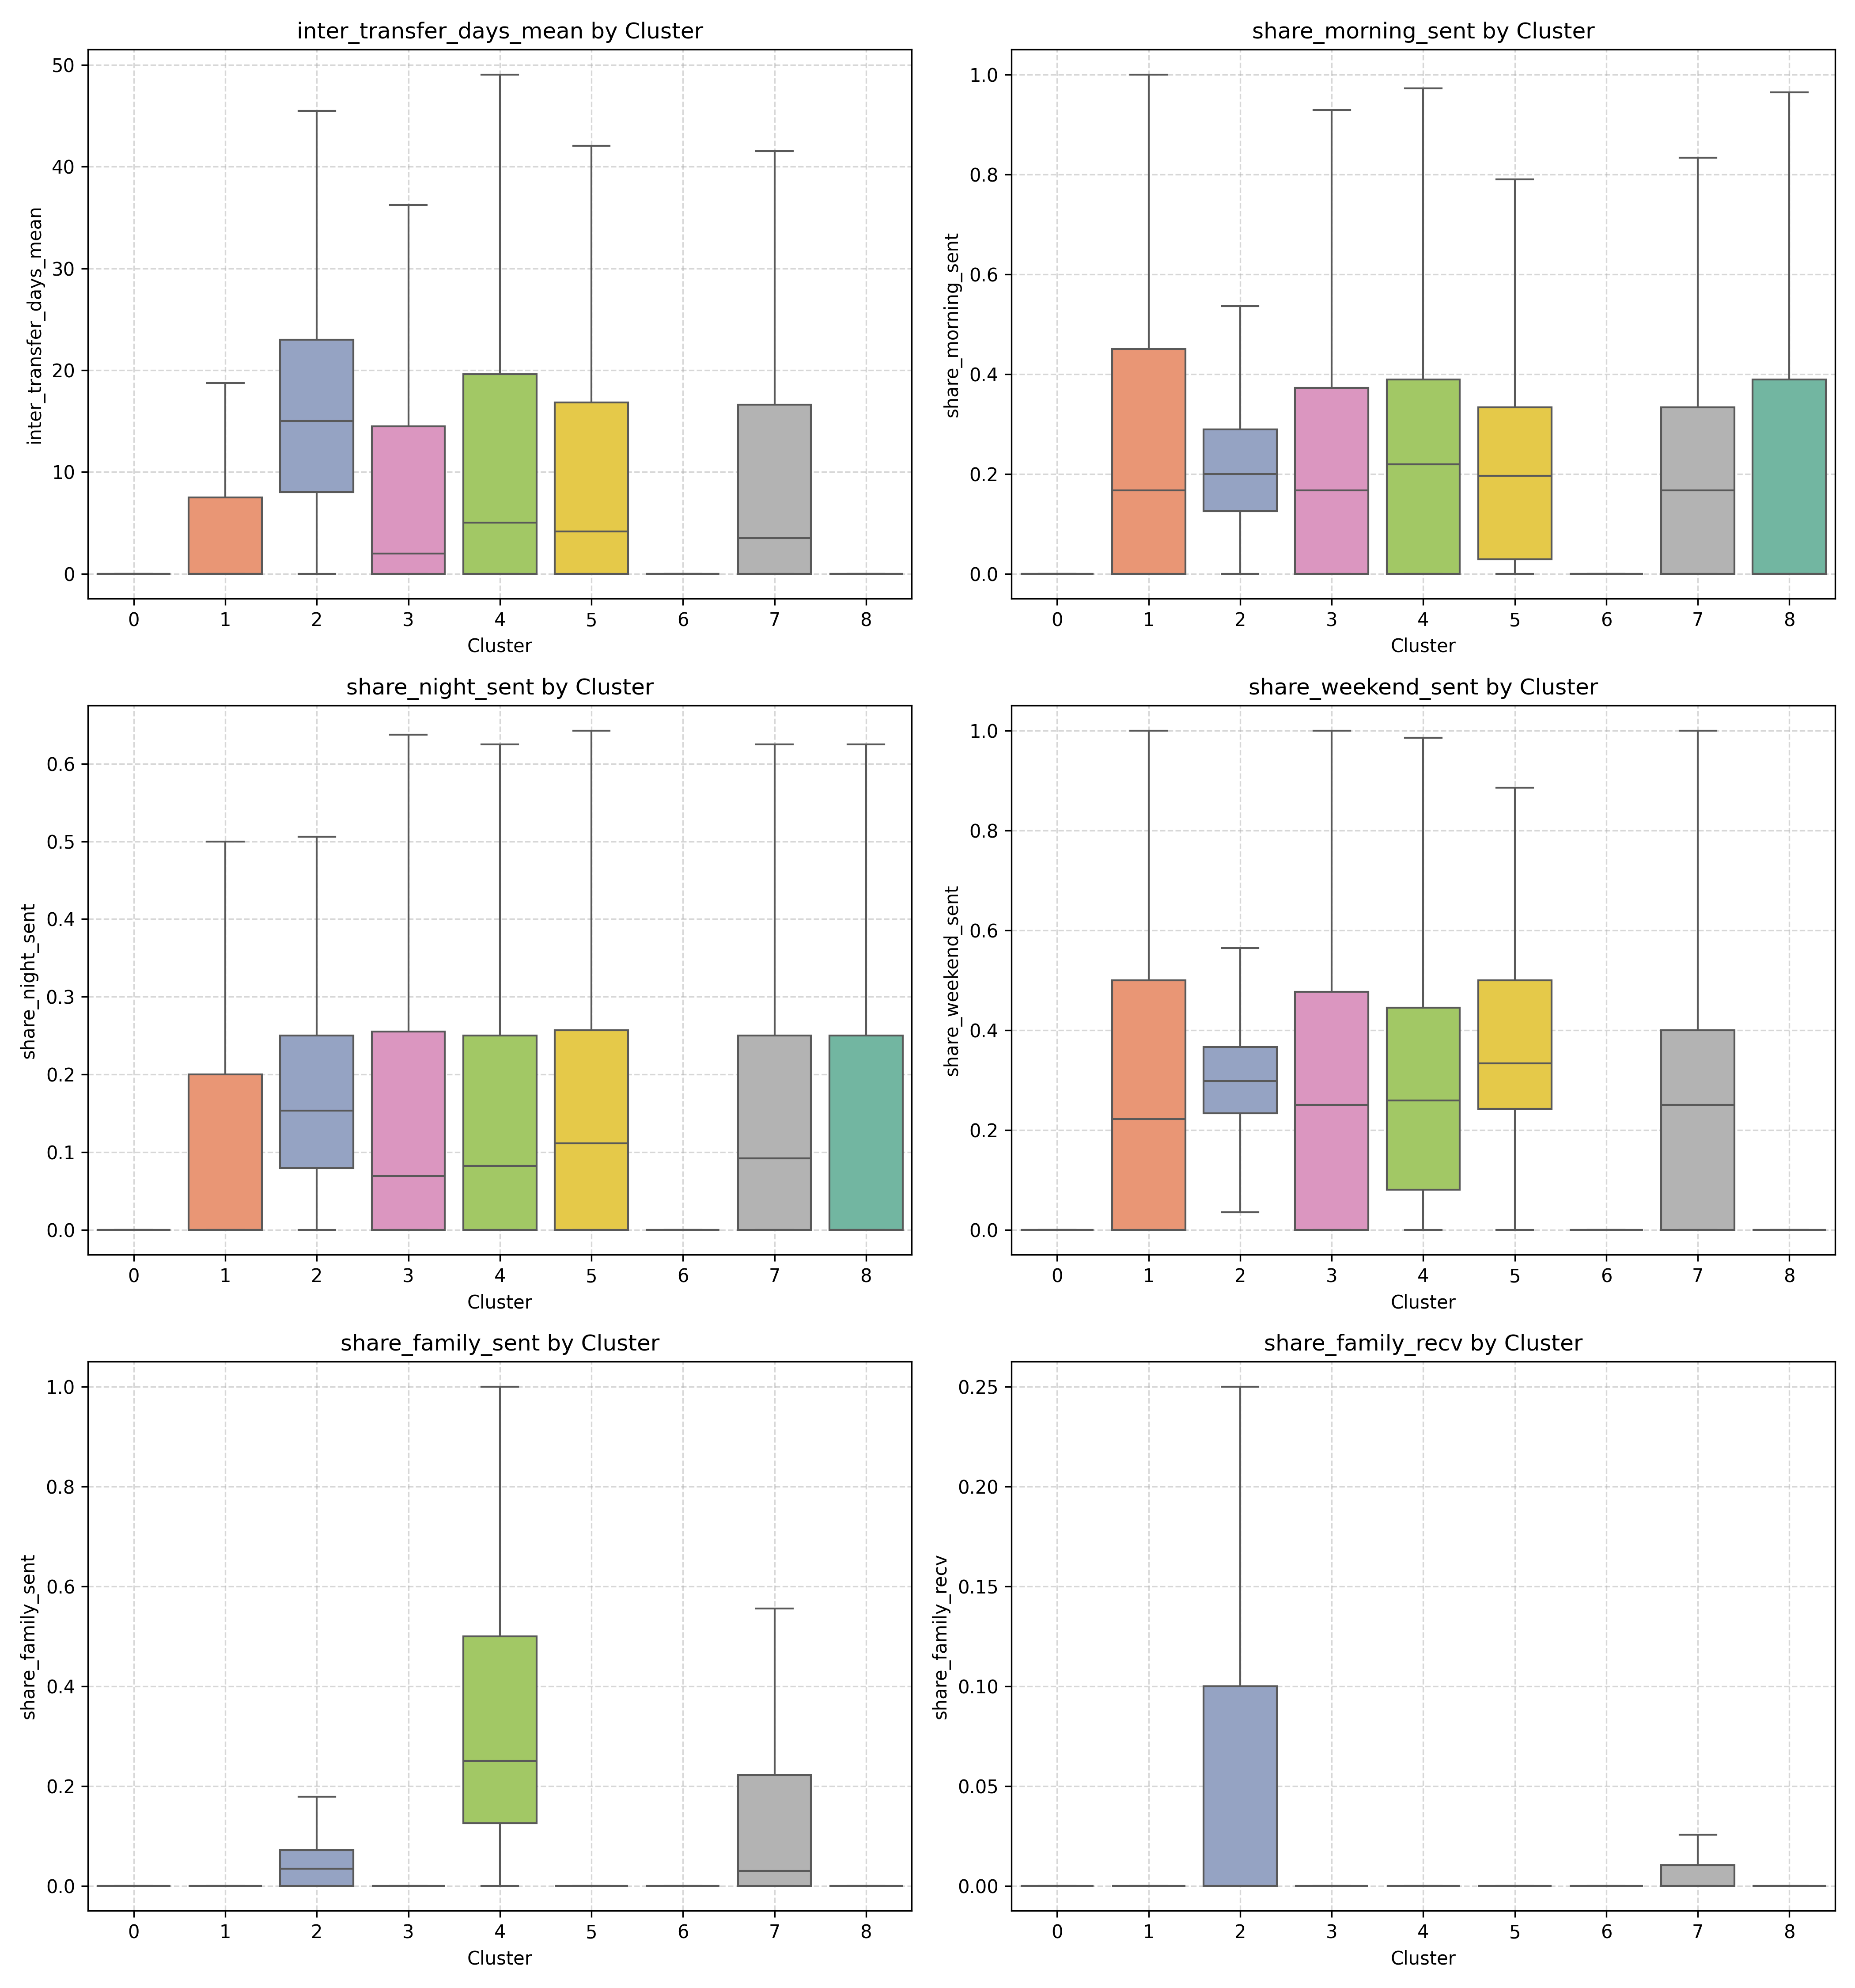 inter_transfer_days_mean by Cluster
inter_transfer_days_mean
50
40
30
20
10
0
0 1 2 3 4 5 6 7 8
Cluster
share_morning_sent by Cluster
share_morning_sent
1.0
0.8
0.6
0.4
0.2
0.0
0 1 2 3 4 5 6 7 8
Cluster
share_night_sent by Cluster
share_night_sent
0.6
0.5
0.4
0.3
0.2
0.1
0.0
0 1 2 3 4 5 6 7 8
Cluster
share_weekend_sent by Cluster
share_weekend_sent
1.0
0.8
0.6
0.4
0.2
0.0
0 1 2 3 4 5 6 7 8
Cluster
share_family_sent by Cluster
share_family_sent
1.0
0.8
0.6
0.4
0.2
0.0
0 1 2 3 4 5 6 7 8
Cluster
share_family_recv by Cluster
share_family_recv
0.25
0.20
0.15
0.10
0.05
0.00
0 1 2 3 4 5 6 7 8
Cluster